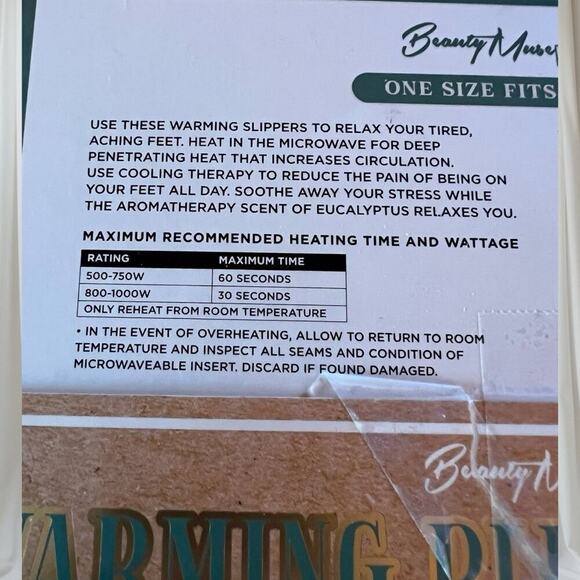 Beauty Muse
ONE SIZE FITS
USE THESE WARMING SLIPPERS TO RELAX YOUR TIRED,
ACHING FEET. HEAT IN THE MICROWAVE FOR DEEP
PENETRATING HEAT THAT INCREASES CIRCULATION.
USE COOLING THERAPY TO REDUCE THE PAIN OF BEING ON
YOUR FEET ALL DAY. SOOTHE AWAY YOUR STRESS WHILE
THE AROMATHERAPY SCENT OF EUCALYPTUS RELAXES YOU.
MAXIMUM RECOMMENDED HEATING TIME AND WATTAGE
RATING MAXIMUM TIME
500-750W 60 SECONDS
800-1000W 30 SECONDS
ONLY REHEAT FROM ROOM TEMPERATURE
• IN THE EVENT OF OVERHEATING, ALLOW TO RETURN TO ROOM
TEMPERATURE AND INSPECT ALL SEAMS AND CONDITION OF
MICROWAVEABLE INSERT. DISCARD IF FOUND DAMAGED.
Beauty M
WARMING PL